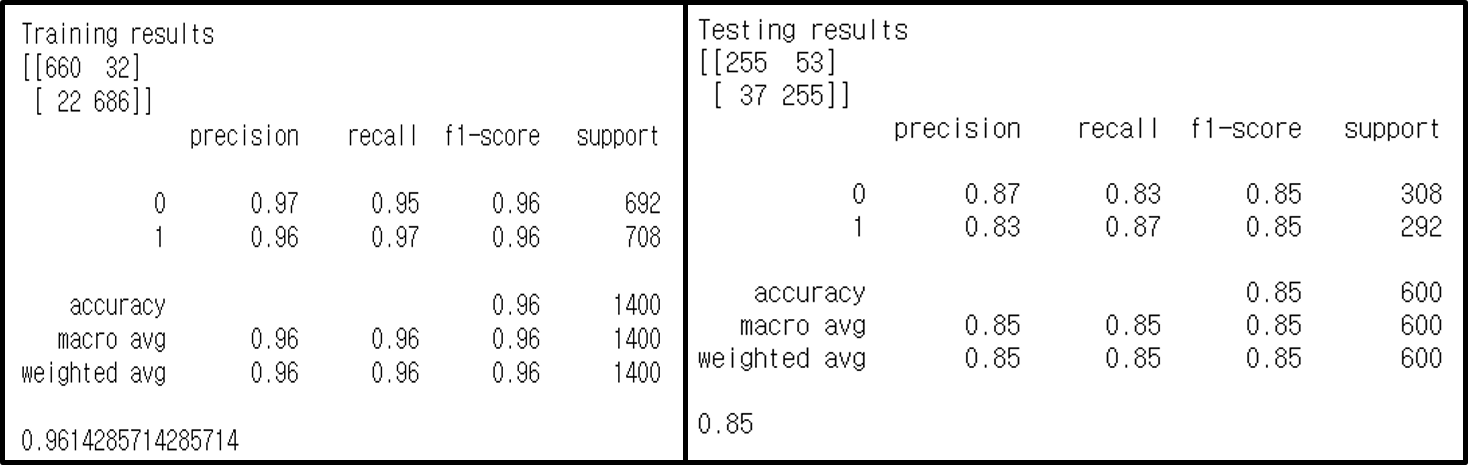 Training results
[[660 32]
[ 22 686]]
precision recall f1-score support
0 0.97 0.95 0.96 692
1 0.96 0.97 0.96 708
accuracy 0.96 1400
macro avg 0.96 0.96 0.96 1400
weighted avg 0.96 0.96 0.96 1400
0.9614285714285714
Testing results
[[255 53]
[ 37 255]]
precision recall f1-score support
0 0.87 0.83 0.85 308
1 0.83 0.87 0.85 292
accuracy 0.85 600
macro avg 0.85 0.85 0.85 600
weighted avg 0.85 0.85 0.85 600
0.85